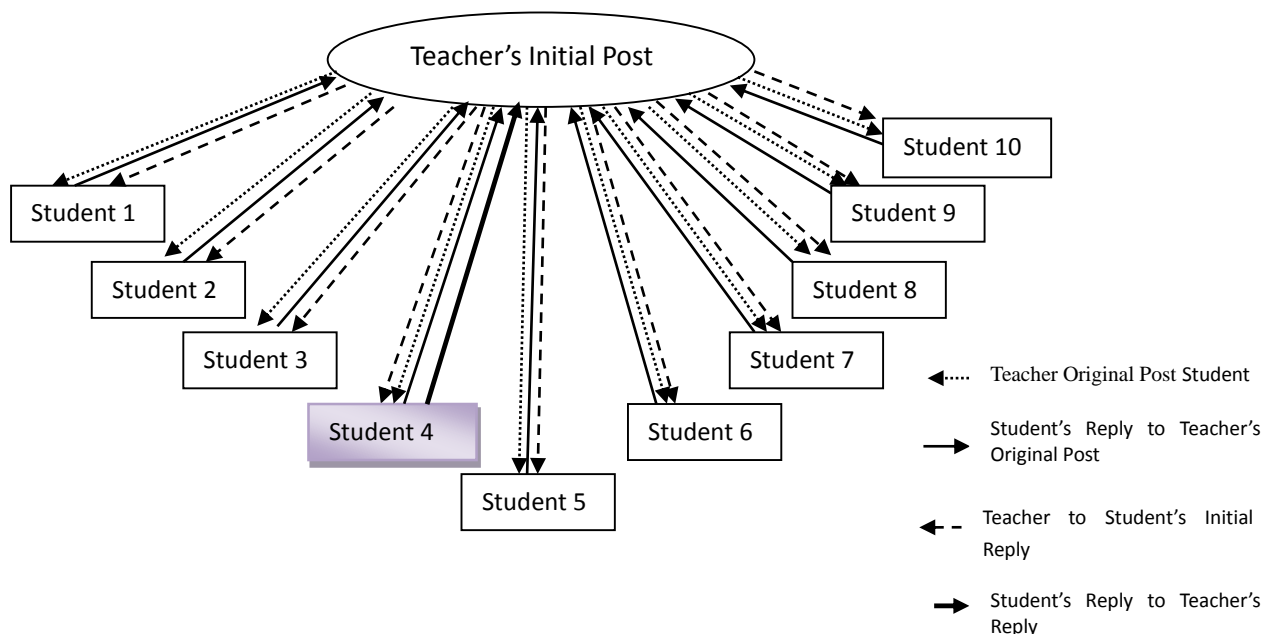 Teacher’s Initial Post
Student 10
Student 1
Student 9
Student 2
Student 8
Student 3
Student 7
Student 4
Student 6
Student 5
Teacher Original Post Student
Student’s Reply to Teacher’s
Original Post
Teacher to Student’s Initial
Reply
Student’s Reply to Teacher’s
Reply